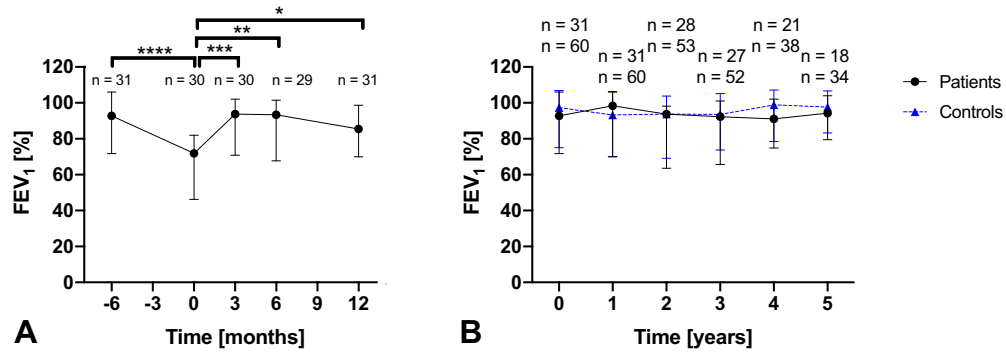 *
**
****
***
n = 31
n = 30
n = 30
n = 29
n = 31
120
100
80
60
40
20
0
FEV1 [%]
-6 -3 0 3 6 9 12
Time [months]
A
n = 31
n = 60
n = 31
n = 60
n = 28
n = 53
n = 27
n = 52
n = 21
n = 38
n = 18
n = 34
120
100
80
60
40
20
0
FEV1 [%]
0 1 2 3 4 5
Time [years]
B
Patients
Controls